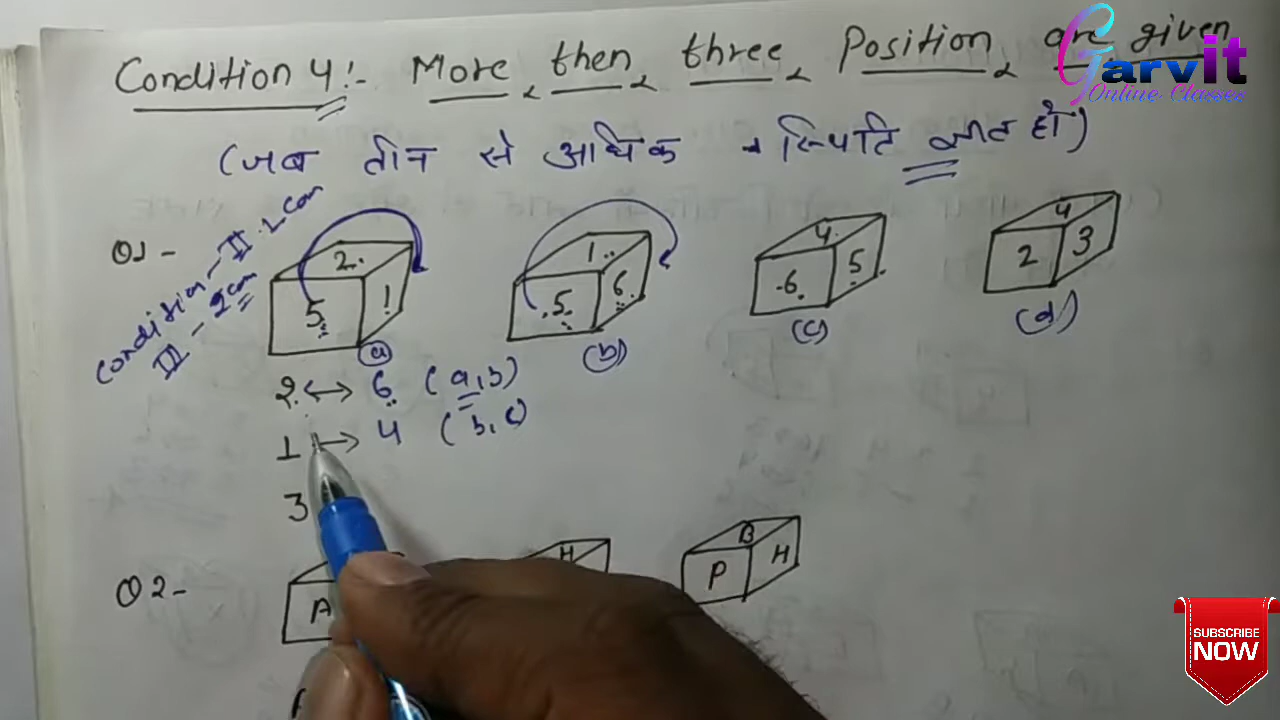 Condition 4:- More then three Position are given
Garvit
Online Classes
(जब तीन से अधिक स्थिति ज्ञात हो)
Condition - II - 2 con
III - 2 con
Q1 -
2 5 1
(a)
1 5 6
(b)
4 6 5
(c)
4 2 3
(d)
2 ↔ 6 (a,b)
1 ↔ 4 (b,c)
3
Q2 -
A
H
B P H
SUBSCRIBE
NOW